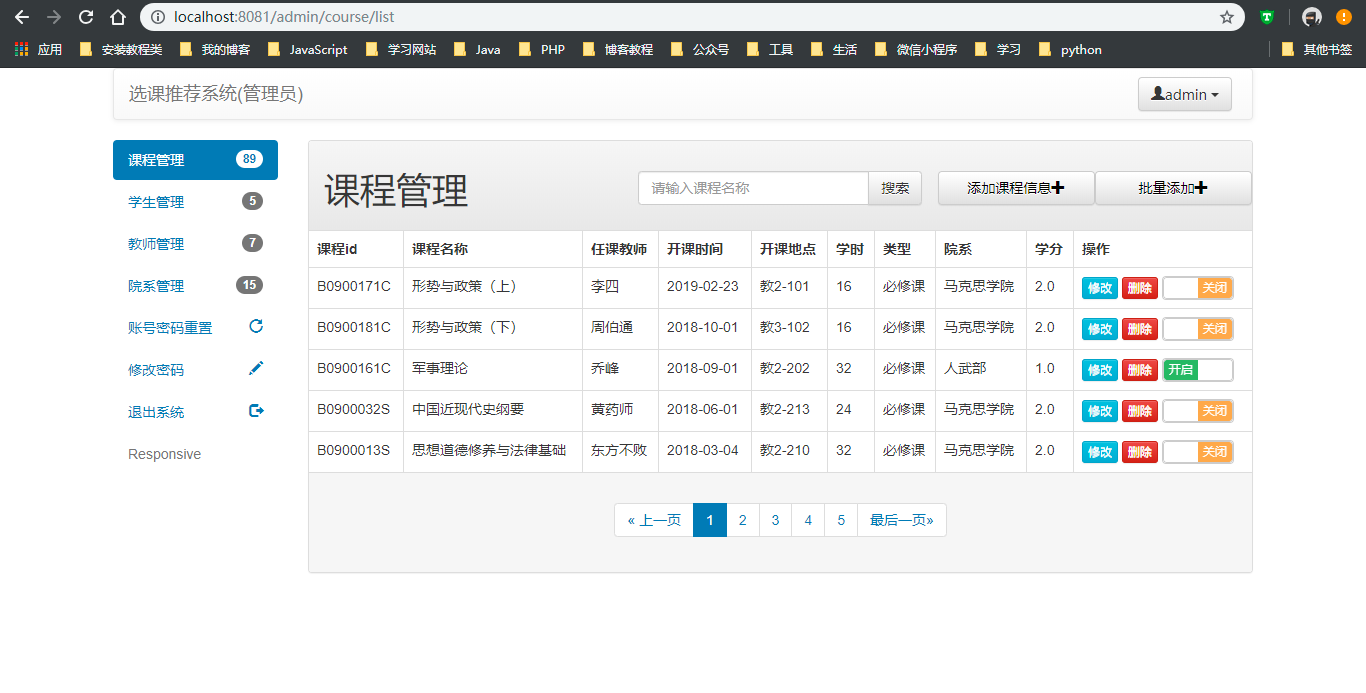 localhost:8081/admin/course/list
应用 安装教程类 我的博客 JavaScript 学习网站 Java PHP 博客教程 公众号 工具 生活 微信小程序 学习 python 其他书签
选课推荐系统(管理员) admin
课程管理 89
学生管理 5
教师管理 7
院系管理 15
账号密码重置
修改密码
退出系统
Responsive
课程管理 请输入课程名称 搜索 添加课程信息 批量添加
课程id 课程名称 任课教师 开课时间 开课地点 学时 类型 院系 学分 操作
B0900171C 形势与政策（上） 李四 2019-02-23 教2-101 16 必修课 马克思学院 2.0 修改 删除 关闭
B0900181C 形势与政策（下） 周伯通 2018-10-01 教3-102 16 必修课 马克思学院 2.0 修改 删除 关闭
B0900161C 军事理论 乔峰 2018-09-01 教2-202 32 必修课 人武部 1.0 修改 删除 开启
B0900032S 中国近现代史纲要 黄药师 2018-06-01 教2-213 24 必修课 马克思学院 2.0 修改 删除 关闭
B0900013S 思想道德修养与法律基础 东方不败 2018-03-04 教2-210 32 必修课 马克思学院 2.0 修改 删除 关闭
« 上一页 1 2 3 4 5 最后一页»